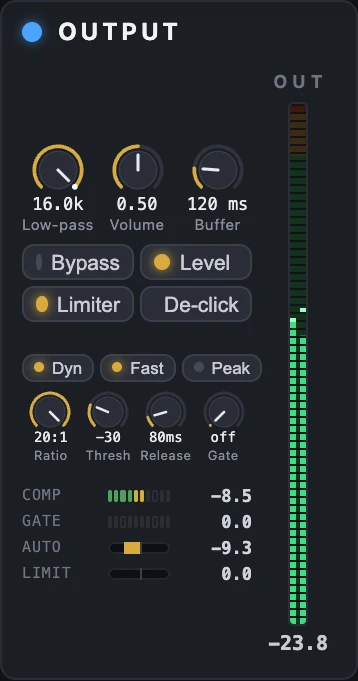 OUTPUT
OUT
16.0k 0.50 120 ms
Low-pass Volume Buffer
Bypass Level
Limiter De-click
Dyn Fast Peak
20:1 −30 80ms off
Ratio Thresh Release Gate
COMP −8.5
GATE 0.0
AUTO −9.3
LIMIT 0.0
−23.8